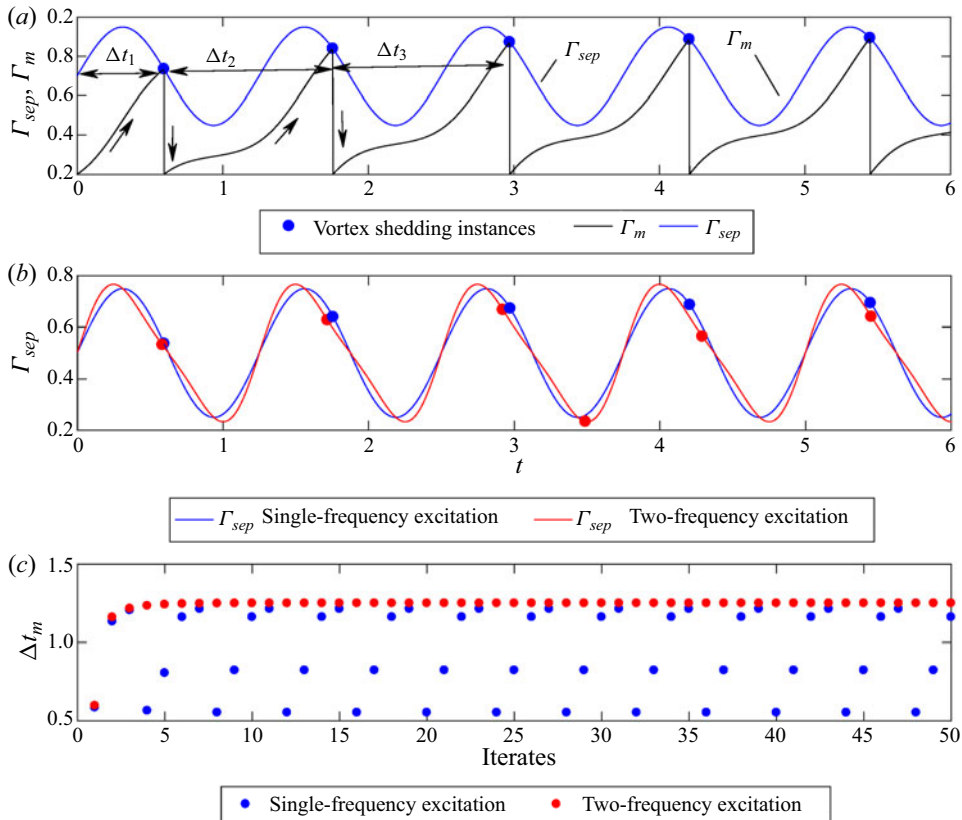 (a)
0.2
0.8
0.6
0.4
0.2
Γsep, Γm
Δt1
Δt2
Δt3
Γsep
Γm
0 1 2 3 4 5 6
Vortex shedding instances Γm Γsep
(b)
0.8
0.6
0.4
0.2
Γsep
0 1 2 3 4 5 6
t
Γsep Single-frequency excitation Γsep Two-frequency excitation
(c)
1.5
1.0
0.5
Δtm
0 5 10 15 20 25 30 35 40 45 50
Iterates
Single-frequency excitation Two-frequency excitation